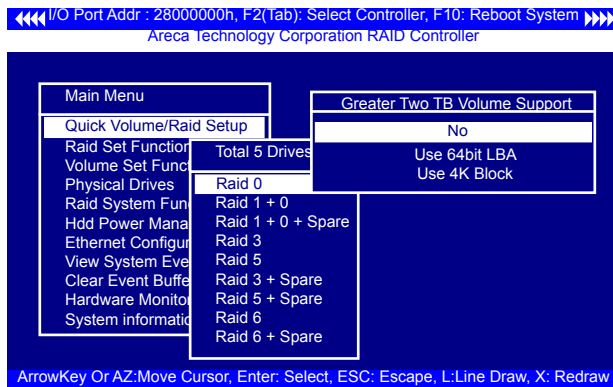 I/O Port Addr : 28000000h, F2(Tab): Select Controller, F10: Reboot System
Areca Technology Corporation RAID Controller
Main Menu
Quick Volume/Raid Setup
Raid Set Function
Volume Set Funct
Physical Drives
Raid System Fun
Hdd Power Mana
Ethernet Configur
View System Eve
Clear Event Buffe
Hardware Monitor
System informatio
Total 5 Drives
Raid 0
Raid 1 + 0
Raid 1 + 0 + Spare
Raid 3
Raid 5
Raid 3 + Spare
Raid 5 + Spare
Raid 6
Raid 6 + Spare
Greater Two TB Volume Support
No
Use 64bit LBA
Use 4K Block
ArrowKey Or AZ:Move Cursor, Enter: Select, ESC: Escape, L:Line Draw, X: Redraw